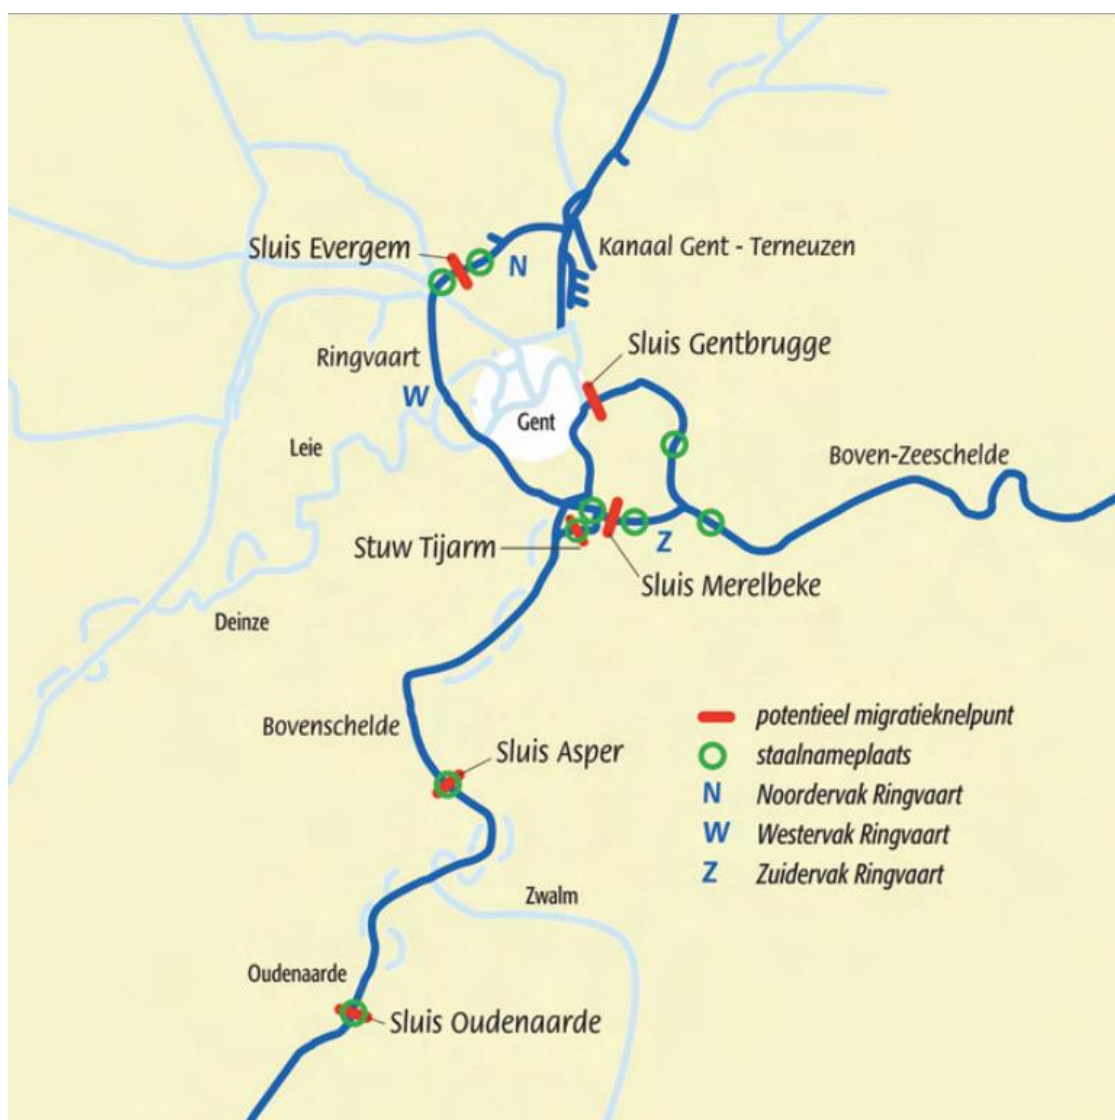 Sluis Evergem
N
Kanaal Gent - Terneuzen
Ringvaart
W
Sluis Gentbrugge
Gent
Leie
Boven-Zeeschelde
Stuw Tijarm
Z
Sluis Merelbeke
Deinze
Bovenschelde
Sluis Asper
potentieel migratieknelpunt
staalnameplaats
N Noordervak Ringvaart
W Westervak Ringvaart
Z Zuidervak Ringvaart
Zwalm
Oudenaarde
Sluis Oudenaarde